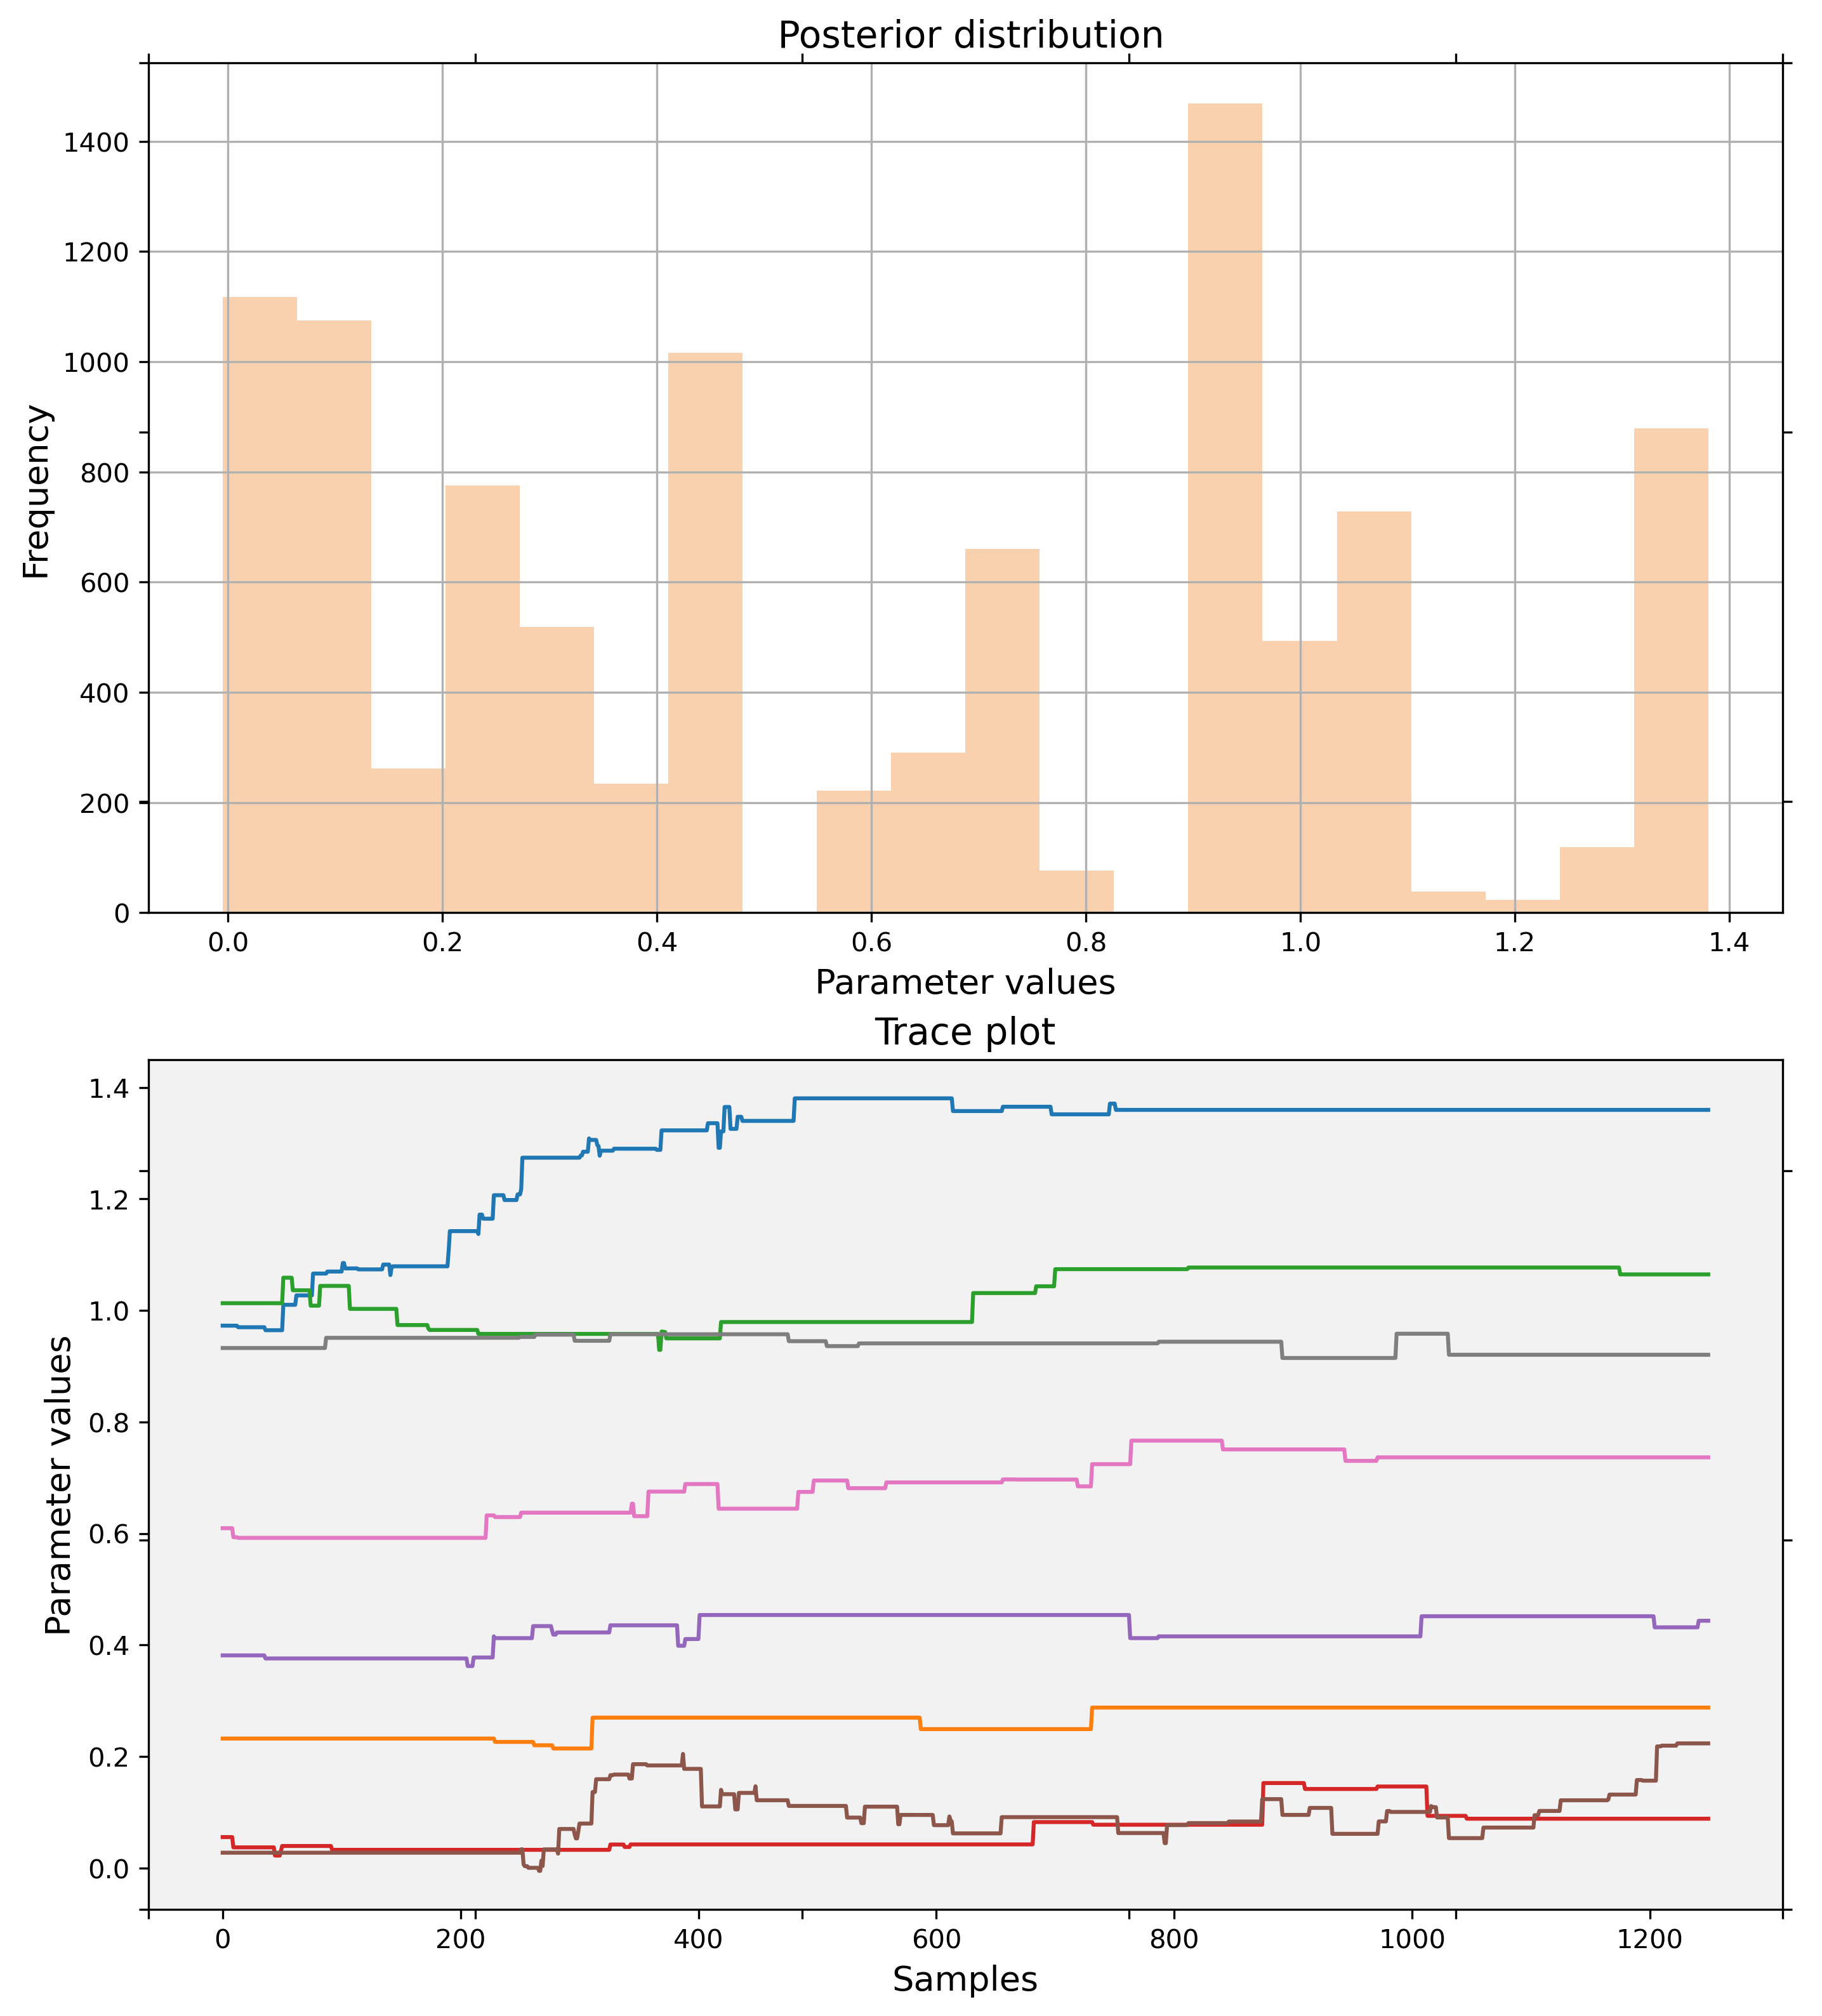 Posterior distribution
1400
1200
1000
800
600
400
200
0
Frequency
0.0 0.2 0.4 0.6 0.8 1.0 1.2 1.4
Parameter values
Trace plot
1.4
1.2
1.0
0.8
0.6
0.4
0.2
0.0
Parameter values
0 200 400 600 800 1000 1200
Samples